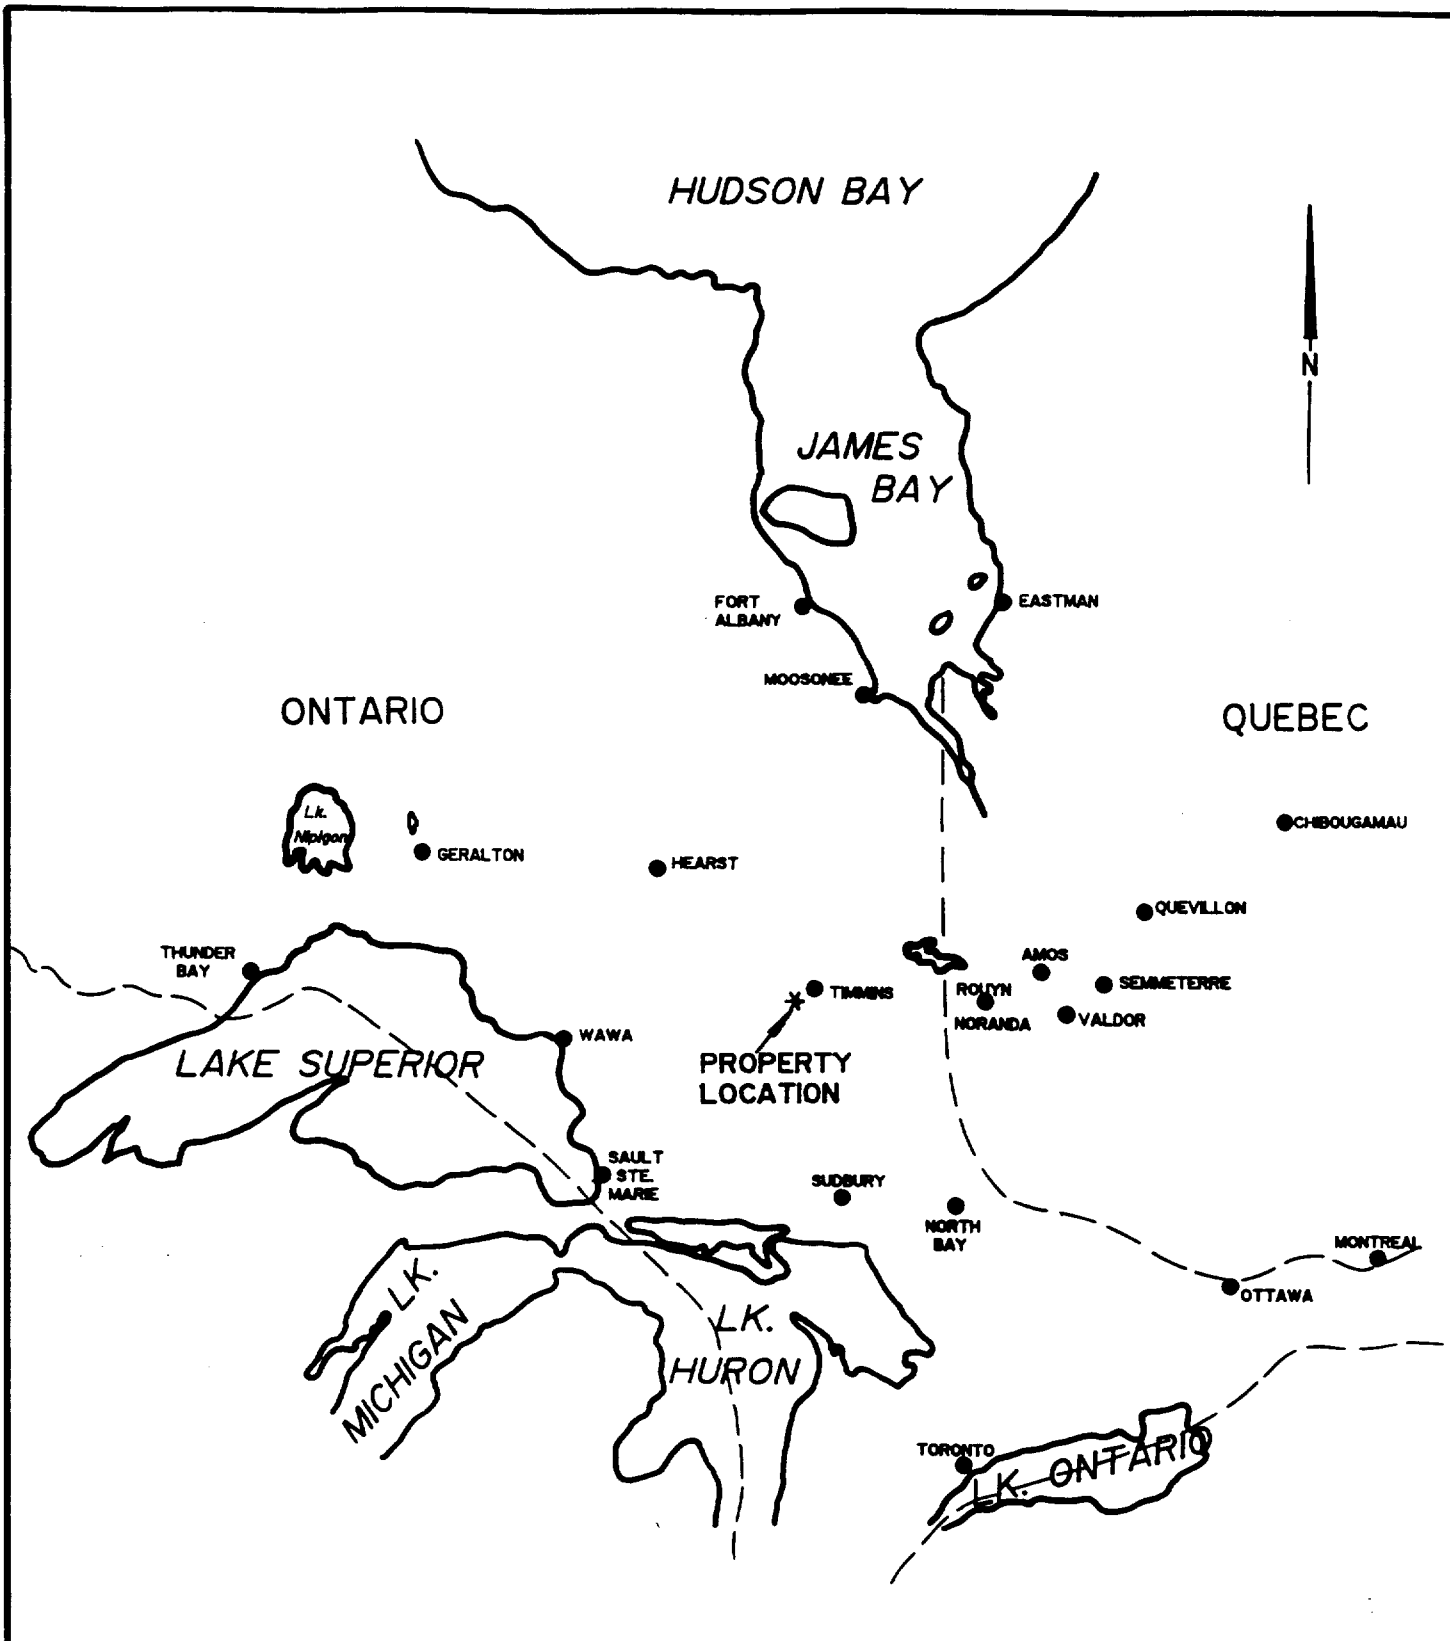 HUDSON BAY
N
JAMES
BAY
FORT
ALBANY
EASTMAN
MOOSONEE
ONTARIO
QUEBEC
Lk.
Nipigon
GERALTON
HEARST
CHIBOUGAMAU
QUEVILLON
THUNDER
BAY
AMOS
TIMMINS
ROUYN
NORANDA
SEMMETERRE
VALDOR
WAWA
LAKE SUPERIOR
PROPERTY
LOCATION
SAULT
STE.
MARIE
SUDBURY
NORTH
BAY
MONTREAL
OTTAWA
LK.
MICHIGAN
LK.
HURON
TORONTO
LK. ONTARIO